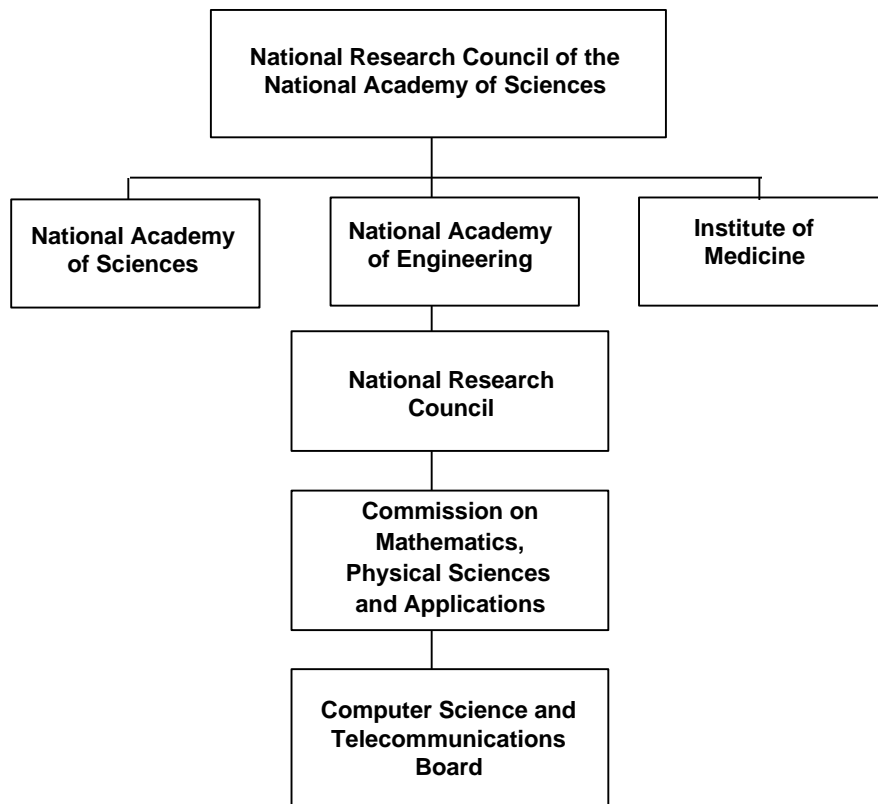 National Research Council of the
National Academy of Sciences
National Academy
of Sciences
National Academy
of Engineering
Institute of
Medicine
National Research
Council
Commission on
Mathematics,
Physical Sciences
and Applications
Computer Science and
Telecommunications
Board